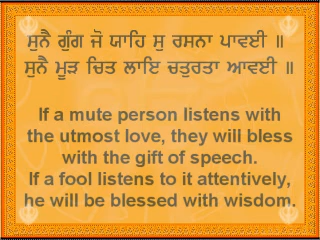 ਸੁਨੈ ਗੁੰਗ ਜੋ ਯਾਹਿ ਸੁ ਰਸਨਾ ਪਾਵਈ ॥
ਸੁਨੈ ਮੂੜ ਚਿਤ ਲਾਇ ਚਤੁਰਤਾ ਆਵਈ ॥
If a mute person listens with
the utmost love, they will bless
with the gift of speech.
If a fool listens to it attentively,
he will be blessed with wisdom.